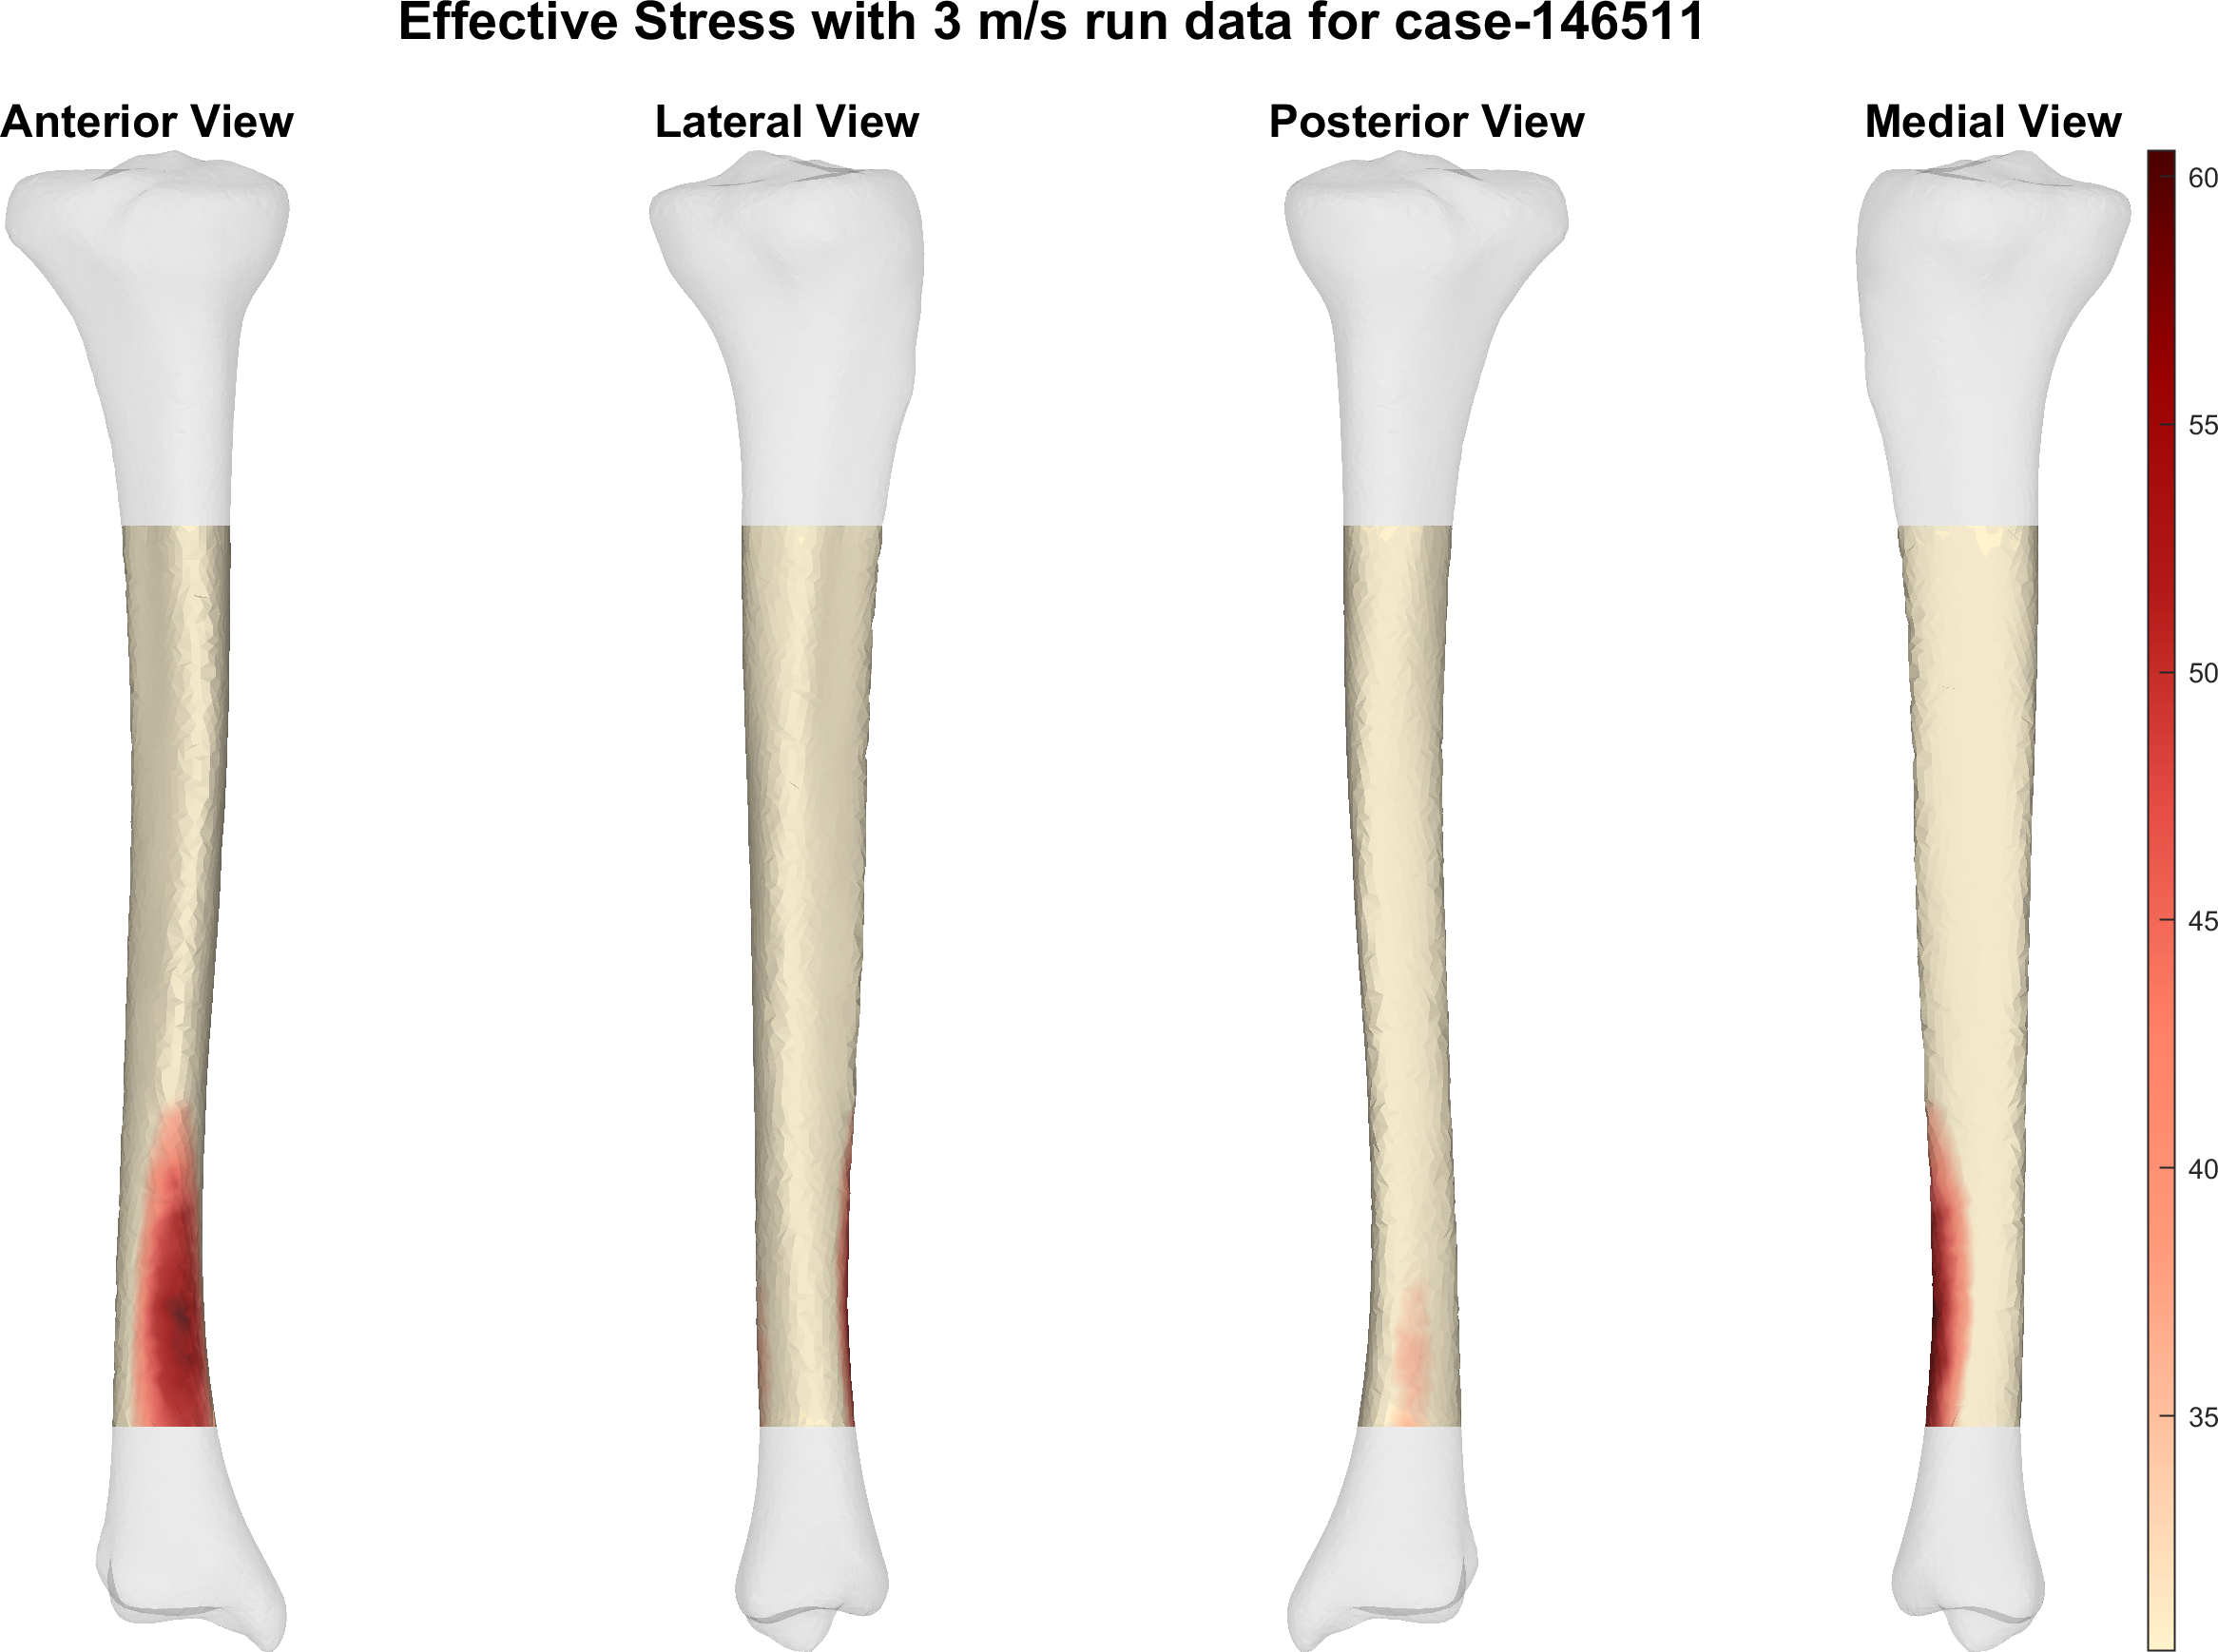 Effective Stress with 3 m/s run data for case-146511
Anterior View
Lateral View
Posterior View
Medial View
60
55
50
45
40
35